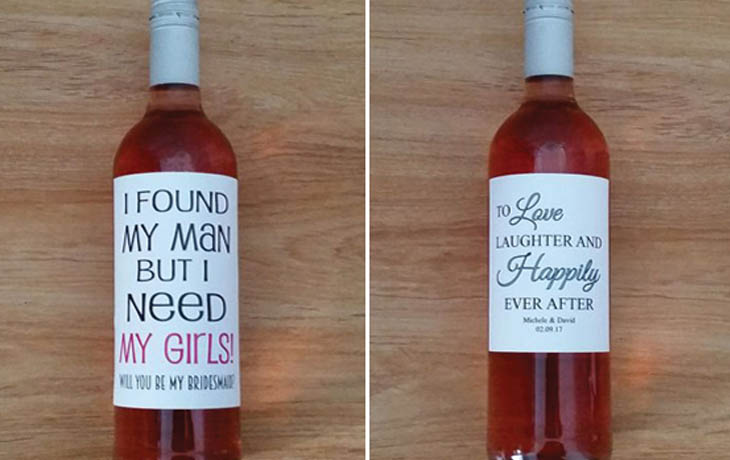 I FOUND
MY MAN
BUT I
NEED
MY GIRLS!
WILL YOU BE MY BRIDESMAID?
TO Love
LAUGHTER AND
Happily
EVER AFTER
Michele & David
02.09.17